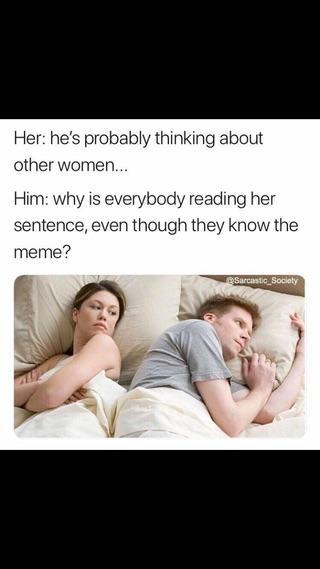 Her: he's probably thinking about
other women...
Him: why is everybody reading her
sentence, even though they know the
meme?
@Sarcastic_Society